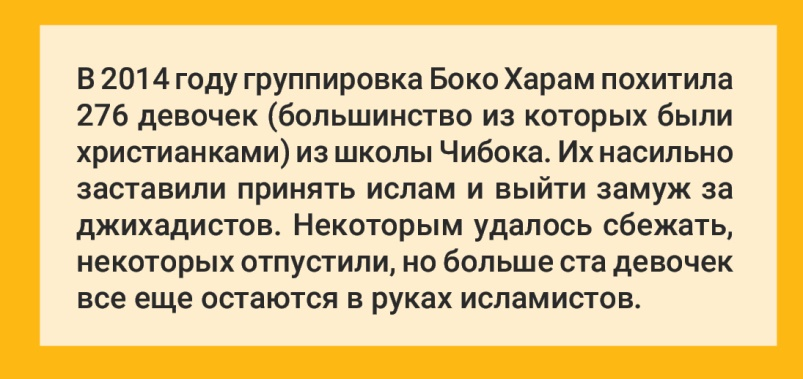 В 2014 году группировка Боко Харам похитила
276 девочек (большинство из которых были
христианками) из школы Чибока. Их насильно
заставили принять ислам и выйти замуж за
джихадистов. Некоторым удалось сбежать,
некоторых отпустили, но больше ста девочек
все еще остаются в руках исламистов.